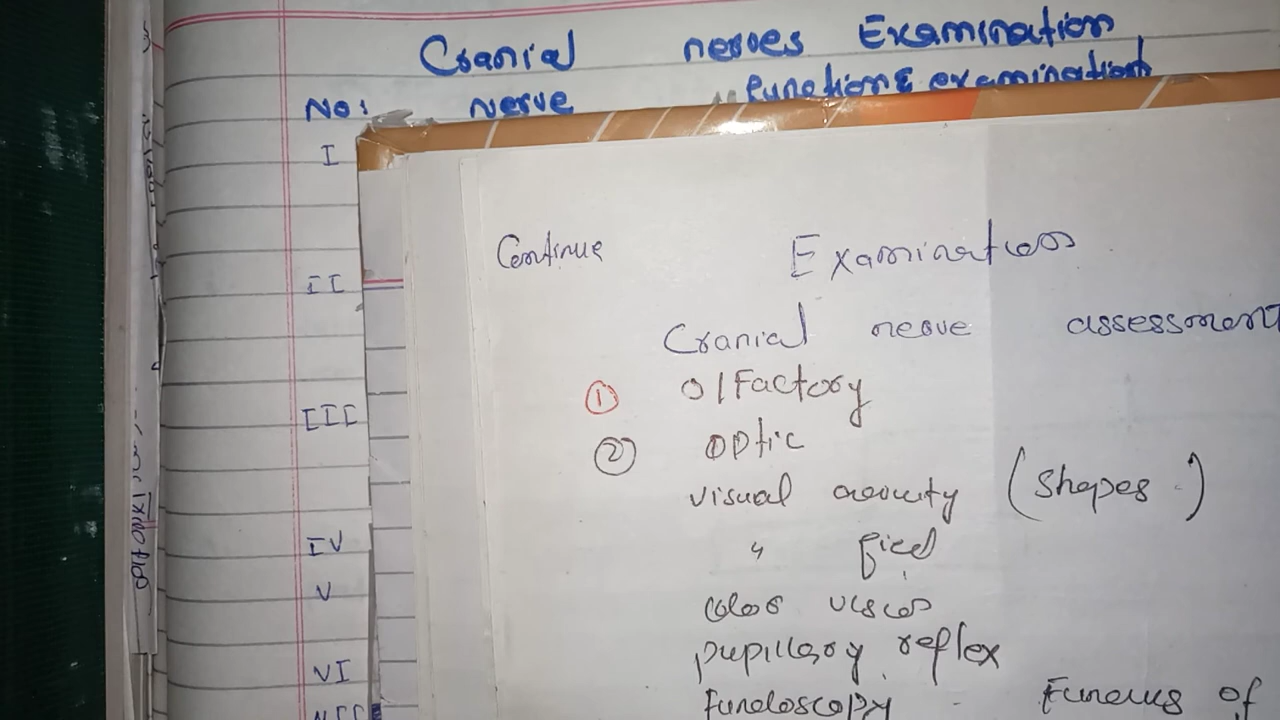 Cranial nerves Examination
No: nerve Function & examination
I
II
III
IV
V
VI
Continue Examination
Cranial nerve assessment
① Olfactory
② Optic
visual acuity (shapes.)
" field
color vision
pupillary reflex
Fundoscopy - Fundus of